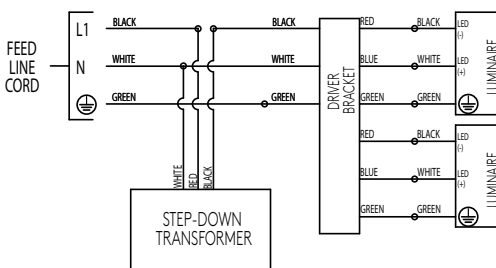 L1 BLACK BLACK RED BLACK LED
(-)
FEED
LINE
CORD
N WHITE WHITE BLUE WHITE LED
(+)
GREEN GREEN GREEN GREEN
LUMINAIRE
DRIVER
BRACKET
RED BLACK LED
(-)
BLUE WHITE LED
(+)
GREEN GREEN
LUMINAIRE
WHITE
RED
BLACK
STEP-DOWN
TRANSFORMER